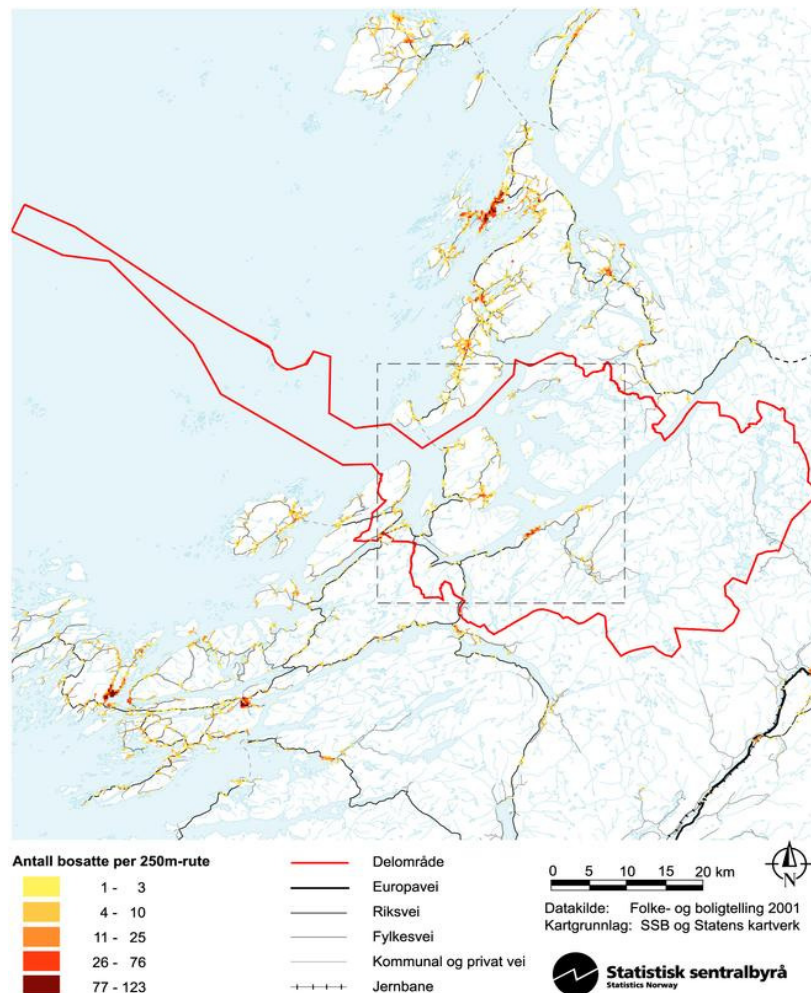 Antall bosatte per 250m-rute
1 - 3
4 - 10
11 - 25
26 - 76
77 - 123
Delområde
Europavei
Riksvei
Fylkesvei
Kommunal og privat vei
Jernbane
0 5 10 15 20 km
N
Datakilde: Folke- og boligtelling 2001
Kartgrunnlag: SSB og Statens kartverk
Statistisk sentralbyrå
Statistics Norway